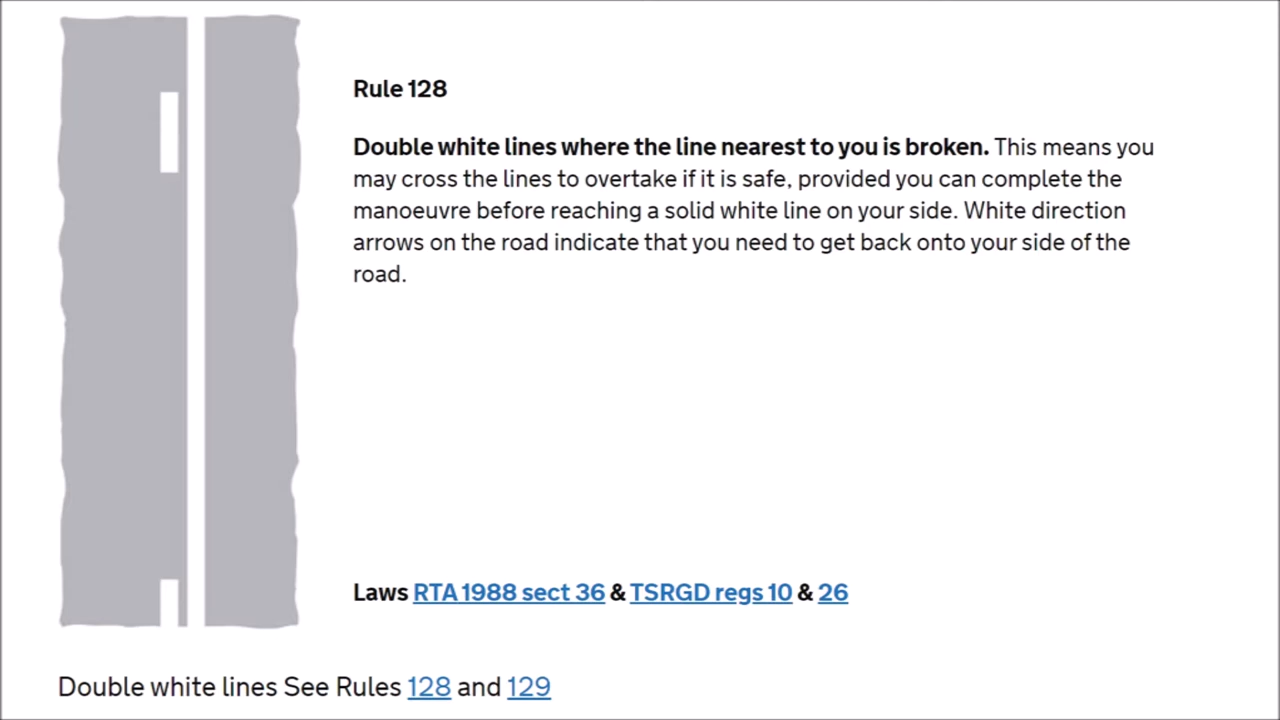 Rule 128
Double white lines where the line nearest to you is broken. This means you
may cross the lines to overtake if it is safe, provided you can complete the
manoeuvre before reaching a solid white line on your side. White direction
arrows on the road indicate that you need to get back onto your side of the
road.
Laws RTA 1988 sect 36 & TSRGD regs 10 & 26
Double white lines See Rules 128 and 129